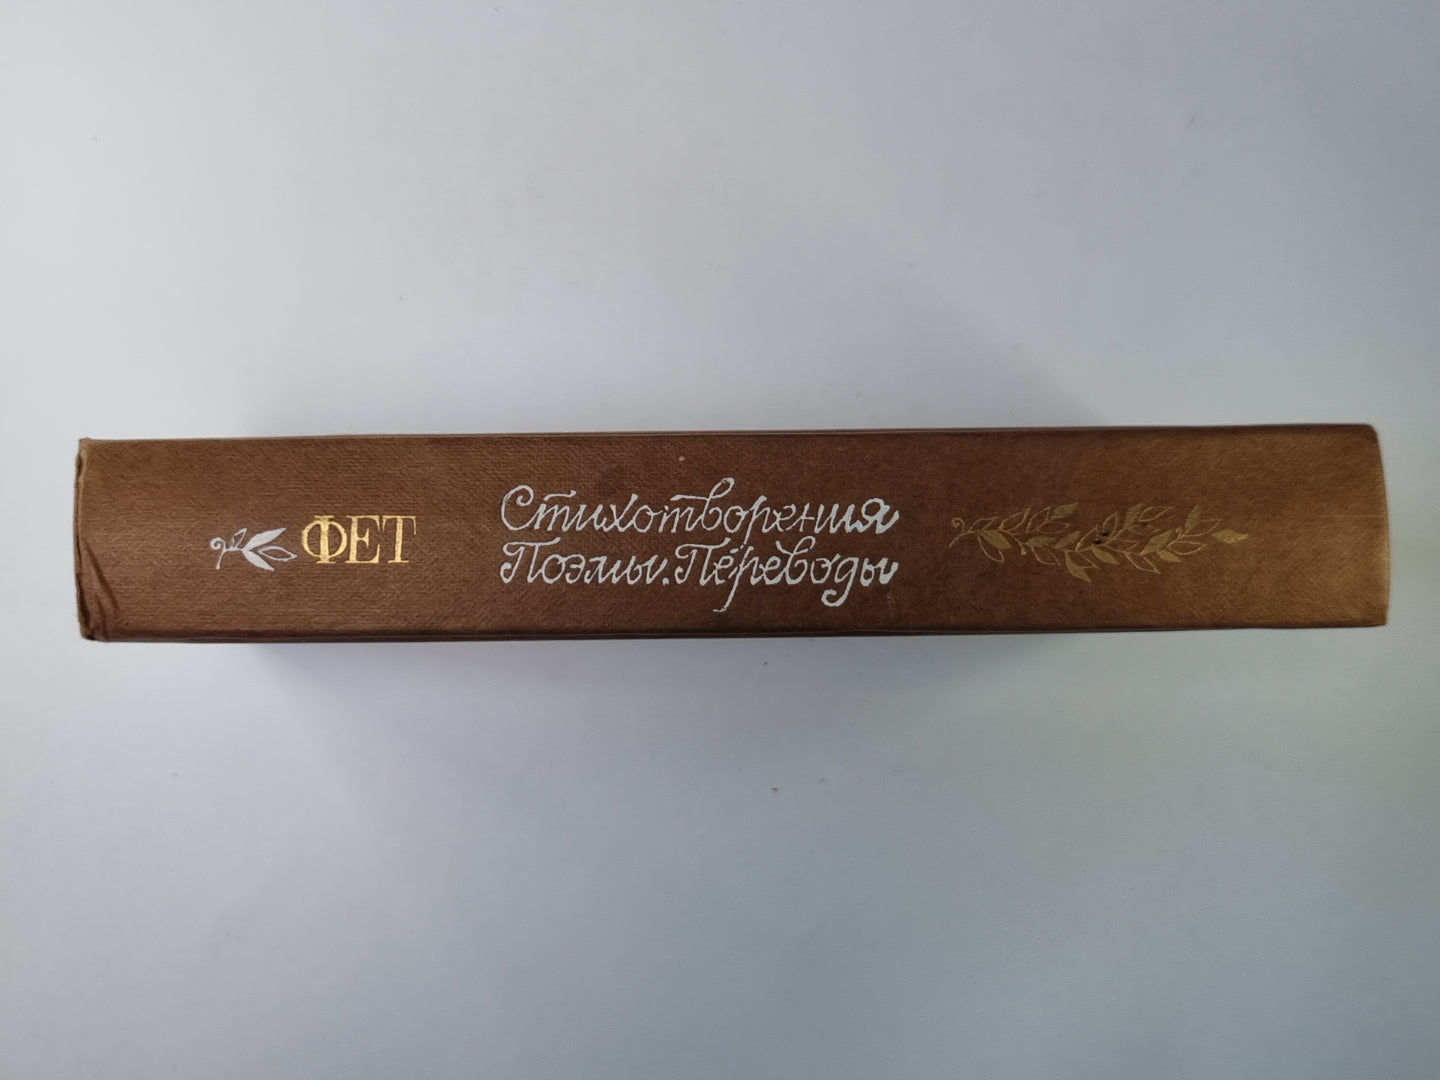 ФЕТ
Стихотворения
Поэмы. Переводы